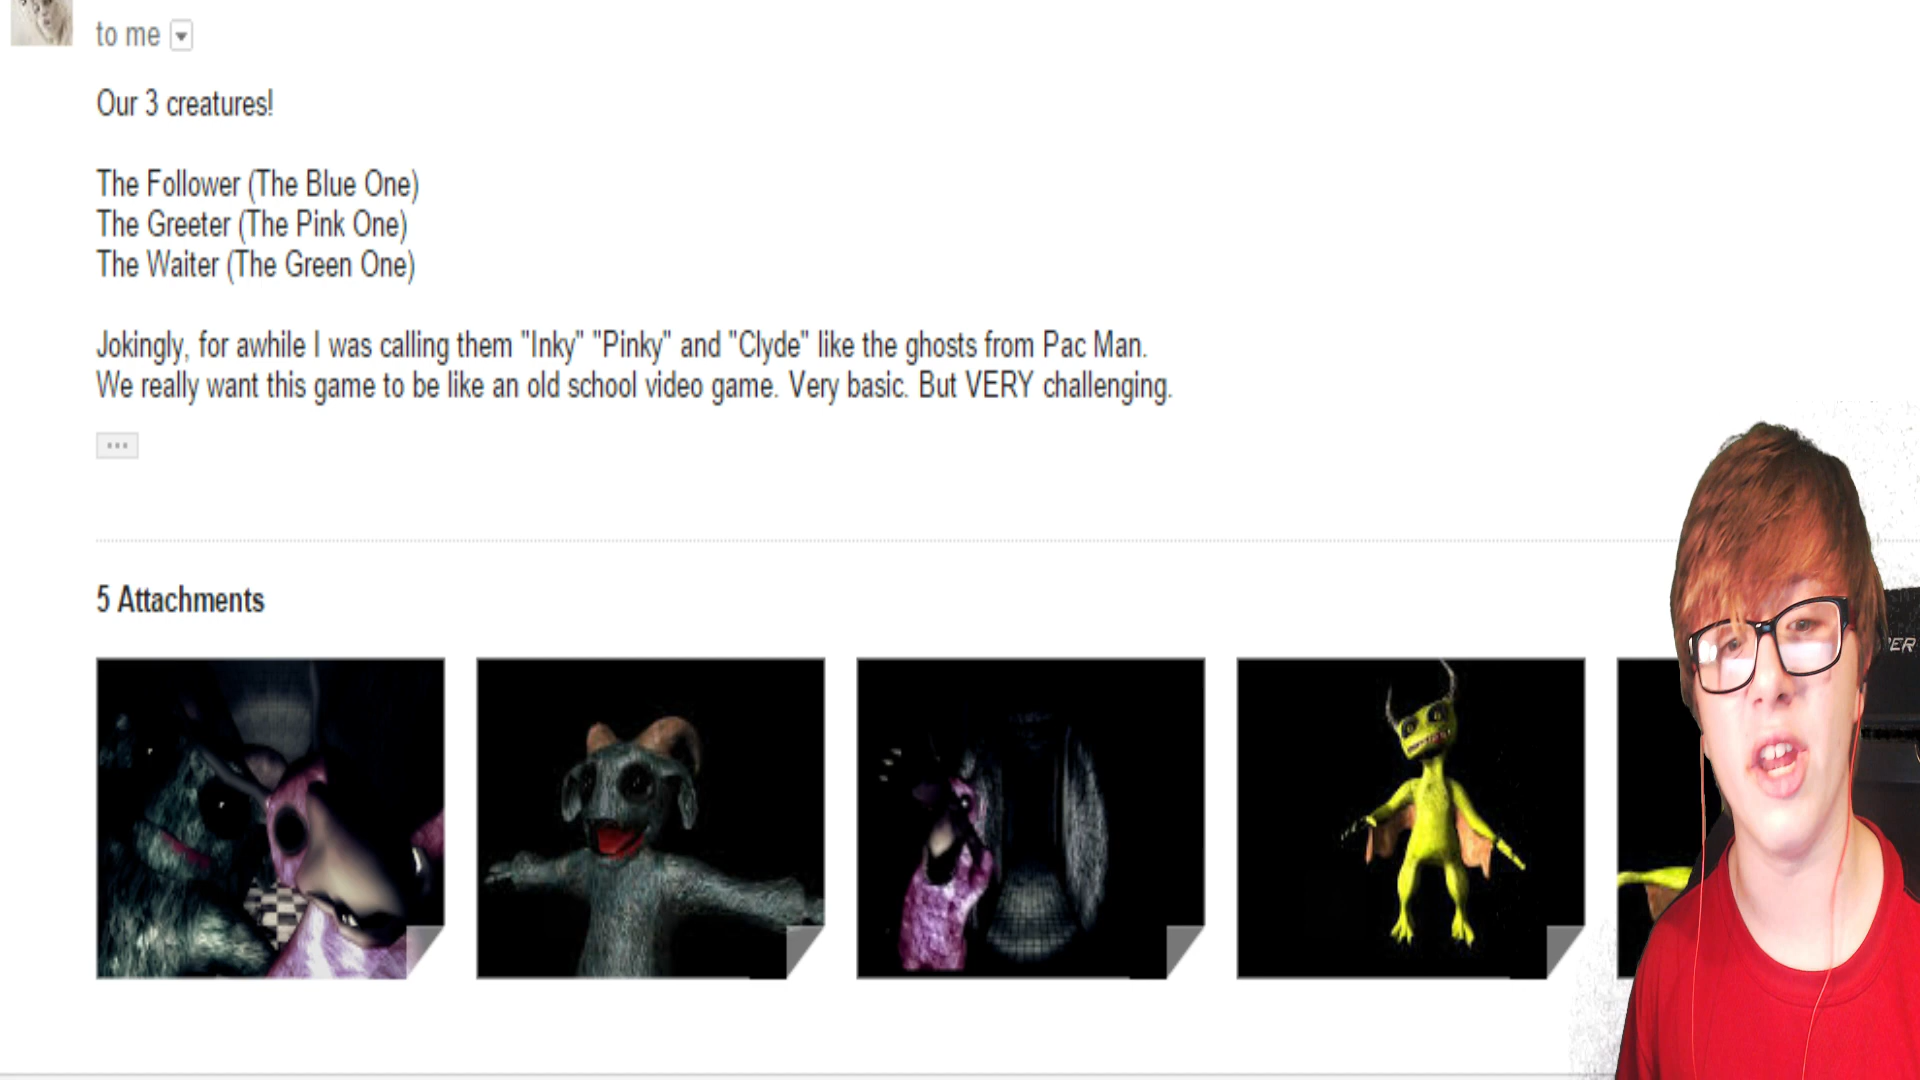 to me
Our 3 creatures!
The Follower (The Blue One)
The Greeter (The Pink One)
The Waiter (The Green One)
Jokingly, for awhile I was calling them "Inky" "Pinky" and "Clyde" like the ghosts from Pac Man.
We really want this game to be like an old school video game. Very basic. But VERY challenging.
5 Attachments